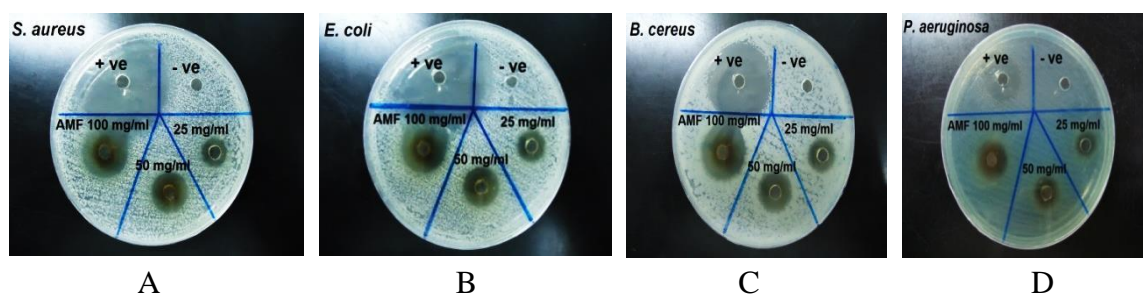 S. aureus
+ ve
- ve
AMF 100 mg/ml
25 mg/ml
50 mg/ml
A
E. coli
+ ve
- ve
AMF 100 mg/ml
25 mg/ml
50 mg/ml
B
B. cereus
+ ve
- ve
AMF 100 mg/ml
25 mg/ml
50 mg/ml
C
P. aeruginosa
+ ve
- ve
AMF 100 mg/ml
25 mg/ml
50 mg/ml
D